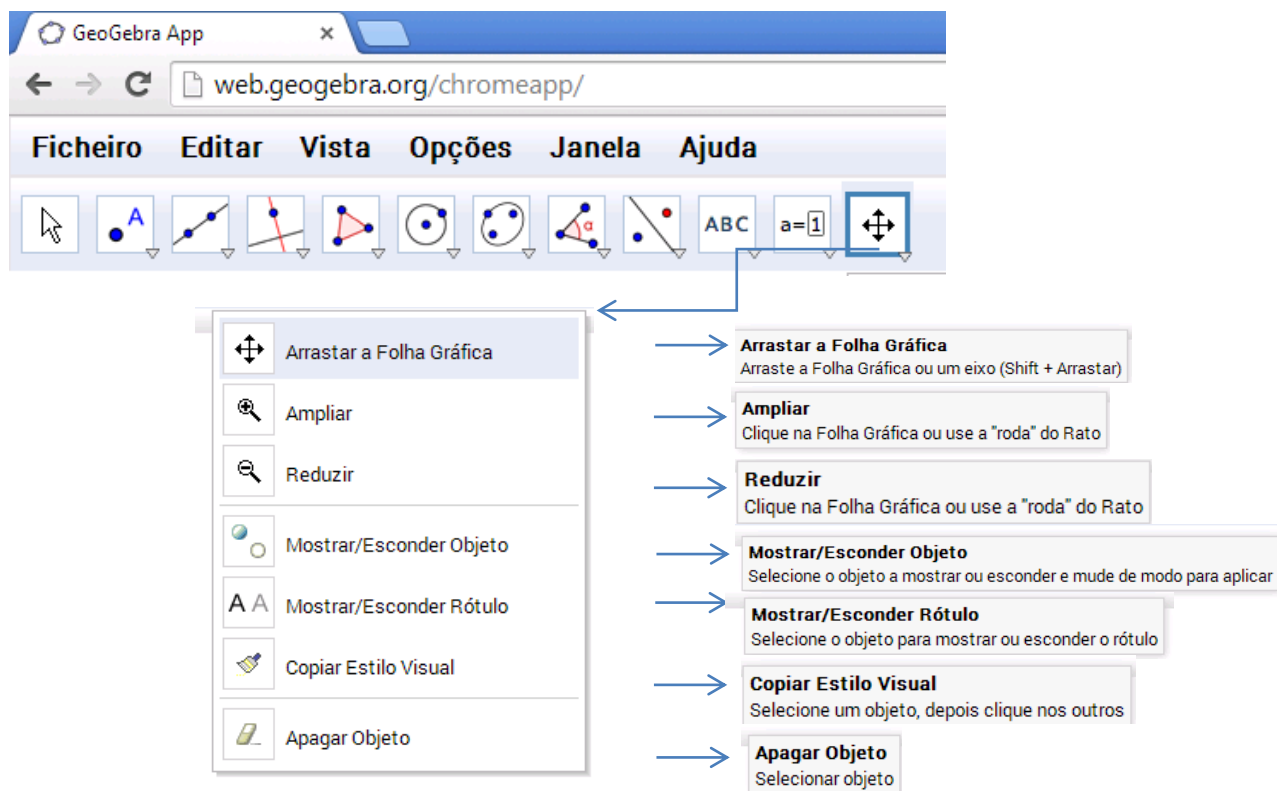 GeoGebra App
web.geogebra.org/chromeapp/
Ficheiro Editar Vista Opções Janela Ajuda
A α ABC a=1
Arrastar a Folha Gráfica
Ampliar
Reduzir
Mostrar/Esconder Objeto
A A Mostrar/Esconder Rótulo
Copiar Estilo Visual
Apagar Objeto
Arrastar a Folha Gráfica
Arraste a Folha Gráfica ou um eixo (Shift + Arrastar)
Ampliar
Clique na Folha Gráfica ou use a "roda" do Rato
Reduzir
Clique na Folha Gráfica ou use a "roda" do Rato
Mostrar/Esconder Objeto
Selecione o objeto a mostrar ou esconder e mude de modo para aplicar
Mostrar/Esconder Rótulo
Selecione o objeto para mostrar ou esconder o rótulo
Copiar Estilo Visual
Selecione um objeto, depois clique nos outros
Apagar Objeto
Selecionar objeto